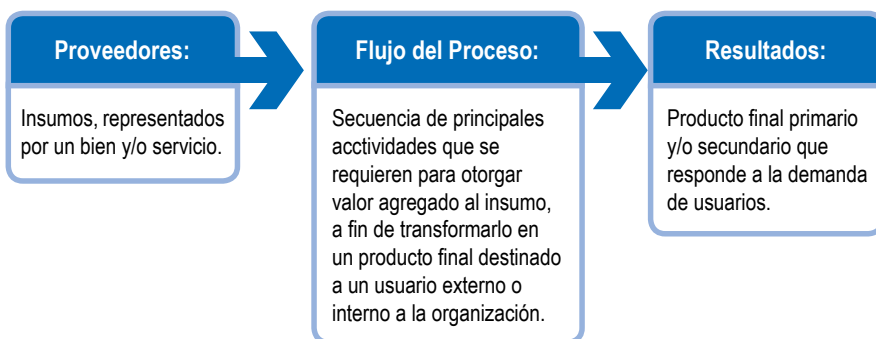 Proveedores:
Insumos, representados
por un bien y/o servicio.
Flujo del Proceso:
Secuencia de principales
acctividades que se
requieren para otorgar
valor agregado al insumo,
a fin de transformarlo en
un producto final destinado
a un usuario externo o
interno a la organización.
Resultados:
Producto final primario
y/o secundario que
responde a la demanda
de usuarios.